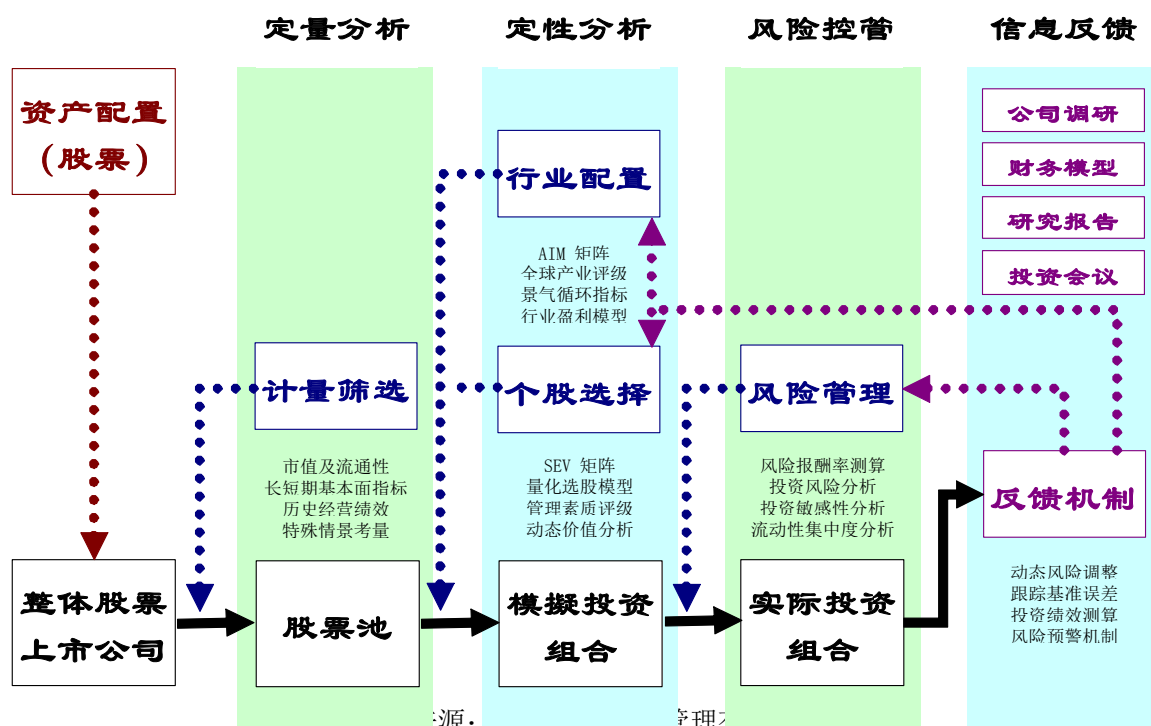 定量分析
定性分析
风险控管
信息反馈
资产配置
(股票)
公司调研
财务模型
研究报告
投资会议
行业配置
AIM 矩阵
全球产业评级
景气循环指标
行业盈利模型
计量筛选
个股选择
风险管理
市值及流通性
长短期基本面指标
历史经营绩效
特殊情景考量
SEV 矩阵
量化选股模型
管理素质评级
动态价值分析
风险报酬率测算
投资风险分析
投资敏感性分析
流动性集中度分析
反馈机制
动态风险调整
跟踪基准误差
投资绩效测算
风险预警机制
整体股票
上市公司
股票池
模擬投资
组合
实际投资
组合
源:
管理